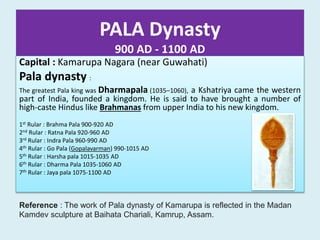 PALA Dynasty
900 AD - 1100 AD
Capital : Kamarupa Nagara (near Guwahati)
Pala dynasty :
The greatest Pala king was Dharmapala (1035–1060), a Kshatriya came the western
part of India, founded a kingdom. He is said to have brought a number of
high-caste Hindus like Brahmanas from upper India to his new kingdom.
1st Rular : Brahma Pala 900-920 AD
2nd Rular : Ratna Pala 920-960 AD
3rd Rular : Indra Pala 960-990 AD
4th Rular : Go Pala (Gopalavarman) 990-1015 AD
5th Rular : Harsha pala 1015-1035 AD
6th Rular : Dharma Pala 1035-1060 AD
7th Rular : Jaya pala 1075-1100 AD
Reference : The work of Pala dynasty of Kamarupa is reflected in the Madan
Kamdev sculpture at Baihata Chariali, Kamrup, Assam.